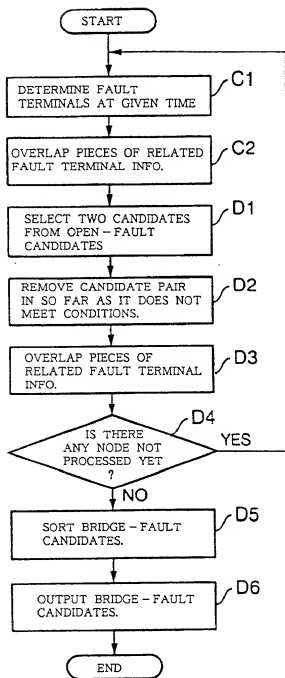 START
DETERMINE FAULT
TERMINALS AT GIVEN TIME
C1
OVERLAP PIECES OF RELATED
FAULT TERMINAL INFO.
C2
SELECT TWO CANDIDATES
FROM OPEN-FAULT
CANDIDATES
D1
REMOVE CANDIDATE PAIR
IN SO FAR AS IT DOES NOT
MEET CONDITIONS.
D2
OVERLAP PIECES OF
RELATED FAULT TERMINAL
INFO.
D3
IS THERE
ANY NODE NOT
PROCESSED YET
?
D4
YES
NO
SORT BRIDGE-FAULT
CANDIDATES.
D5
OUTPUT BRIDGE-FAULT
CANDIDATES.
D6
END